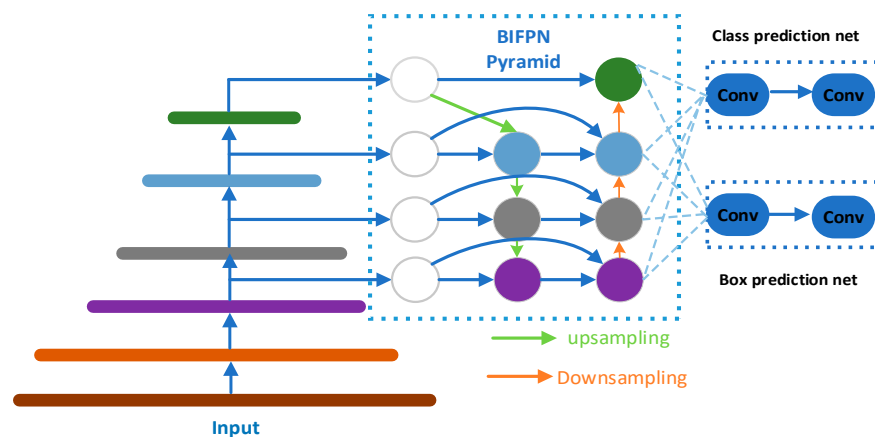 BIFPN
Pyramid
Class prediction net
Conv
Conv
Conv
Conv
Box prediction net
upsampling
Downsampling
Input